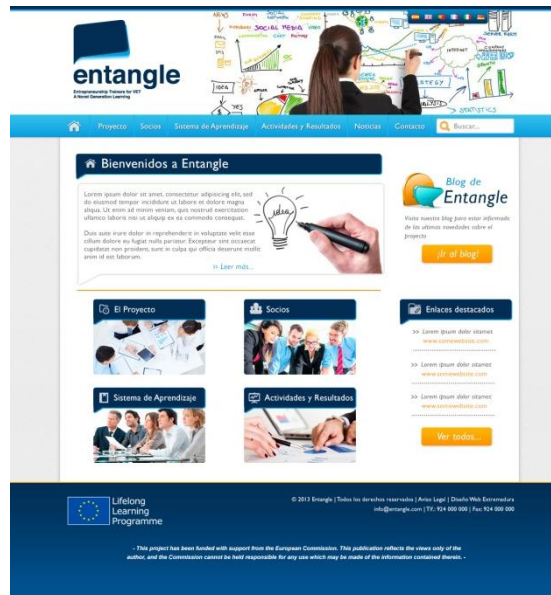 NEWS
SOCIAL MEDIA
INTERNET
IDEA
YES
STATISTICS
entangle
Entrepreneurship Trainers for VET
A Novel Generation Learning
Proyecto
Socios
Sistema de Aprendizaje
Actividades y Resultados
Noticias
Contacto
Buscar...
Bienvenidos a Entangle
Lorem ipsum dolor sit amet, consectetur adipisicing elit, sed
do eiusmod tempor incididunt ut labore et dolore magna
aliqua. Ut enim ad minim veniam, quis nostrud exercitation
ullamco laboris nisi ut aliquip ex ea commodo consequat.
Duis aute irure dolor in reprehenderit in voluptate velit esse
cillum dolore eu fugiat nulla pariatur. Excepteur sint occaecat
cupidatat non proident, sunt in culpa qui officia deserunt mollit
anim id est laborum.
»» Leer más...
idea
Blog de
Entangle
Visita nuestro blog para estar informado
de las últimas novedades sobre el
proyecto
¡Ir al blog!
El Proyecto
Socios
Sistema de Aprendizaje
Actividades y Resultados
Enlaces destacados
>> Lorem ipsum dolor sitamet
www.somewebsite.com
>> Lorem ipsum dolor sitamet
www.somewebsite.com
>> Lorem ipsum dolor sitamet
www.somewebsite.com
Ver todos...
Lifelong
Learning
Programme
© 2013 Entangle | Todos los derechos reservados | Aviso Legal | Diseño Web Extremadura
info@entangle.com | Tf.: 924 000 000 | Fax: 924 000 000
- This project has been funded with support from the European Commission. This publication reflects the views only of the
author, and the Commission cannot be held responsible for any use which may be made of the information contained therein. -